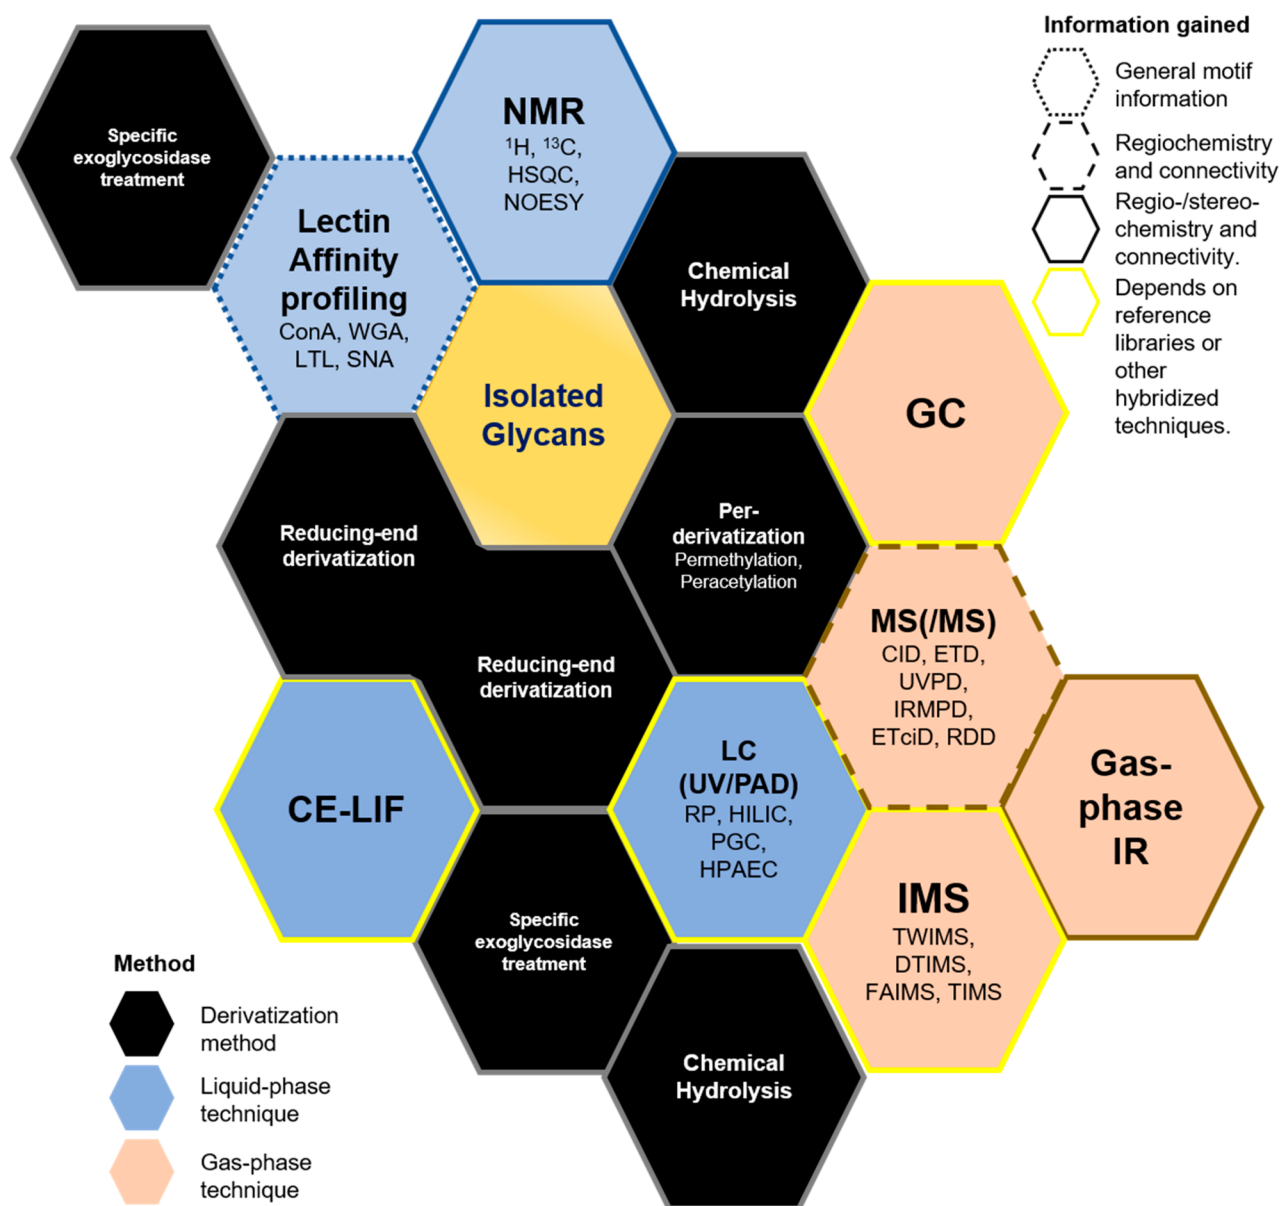 Information gained
General motif
information
Regiochemistry
and connectivity
Regio-/stereo-
chemistry and
connectivity.
Depends on
reference
libraries or
other
hybridized
techniques.
Specific
exoglycosidase
treatment
NMR
¹H, ¹³C,
HSQC,
NOESY
Lectin
Affinity
profiling
ConA, WGA,
LTL, SNA
Chemical
Hydrolysis
Isolated
Glycans
GC
Reducing-end
derivatization
Per-
derivatization
Permethylation,
Peracetylation
MS(/MS)
CID, ETD,
UVPD,
IRMPD,
ETciD, RDD
Reducing-end
derivatization
CE-LIF
LC
(UV/PAD)
RP, HILIC,
PGC,
HPAEC
Gas-
phase
IR
IMS
TWIMS,
DTIMS,
FAIMS, TIMS
Specific
exoglycosidase
treatment
Chemical
Hydrolysis
Method
Derivatization
method
Liquid-phase
technique
Gas-phase
technique